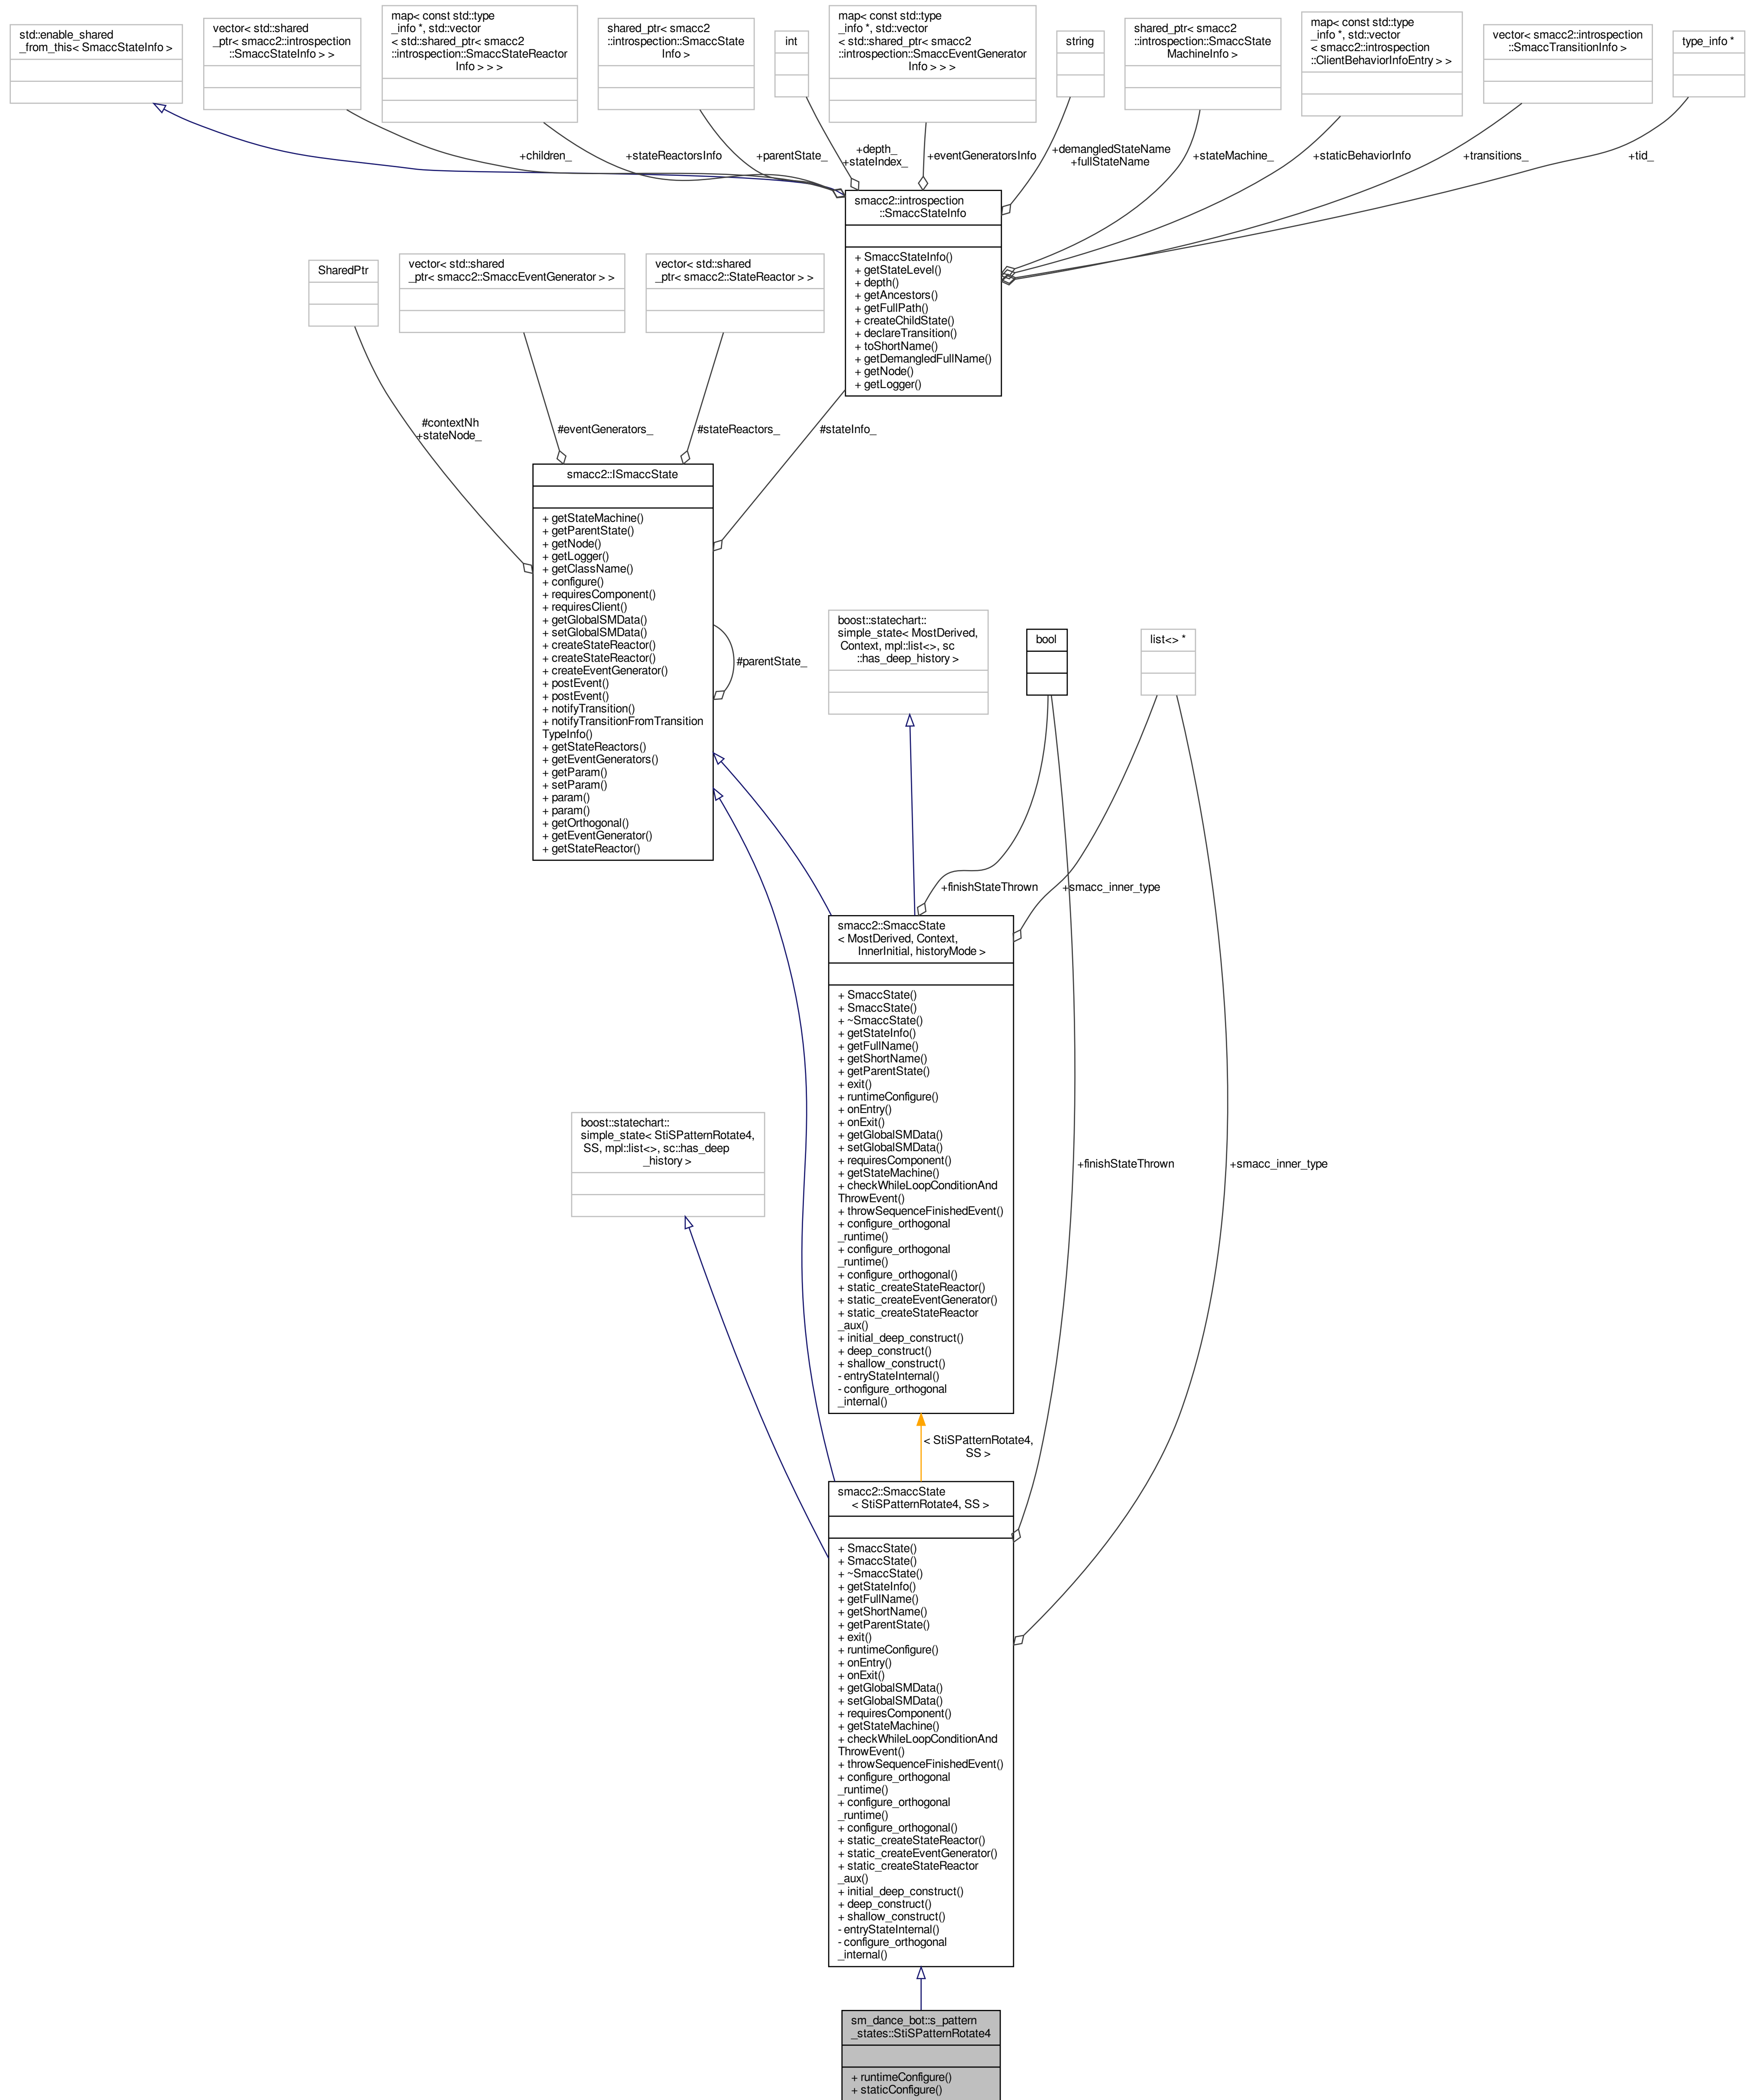 std::enable_shared
_from_this< SmaccStateInfo >
vector< std::shared
_ptr< smacc2::introspection
::SmaccStateInfo > >
map< const std::type
_info *, std::vector
< std::shared_ptr< smacc2
::introspection::SmaccStateReactor
Info > > >
shared_ptr< smacc2
::introspection::SmaccState
Info >
int
map< const std::type
_info *, std::vector
< std::shared_ptr< smacc2
::introspection::SmaccEventGenerator
Info > > >
string
shared_ptr< smacc2
::introspection::SmaccState
MachineInfo >
map< const std::type
_info *, std::vector
< smacc2::introspection
::ClientBehaviorInfoEntry > >
vector< smacc2::introspection
::SmaccTransitionInfo >
type_info *
+children_
+stateReactorsInfo
+parentState_
+depth_
+stateIndex_
+eventGeneratorsInfo
+demangledStateName
+fullStateName
+stateMachine_
+staticBehaviorInfo
+transitions_
+tid_
smacc2::introspection
::SmaccStateInfo
+ SmaccStateInfo()
+ getStateLevel()
+ depth()
+ getAncestors()
+ getFullPath()
+ createChildState()
+ declareTransition()
+ toShortName()
+ getDemangledFullName()
+ getNode()
+ getLogger()
SharedPtr
vector< std::shared
_ptr< smacc2::SmaccEventGenerator > >
vector< std::shared
_ptr< smacc2::StateReactor > >
#contextNh
+stateNode_
#eventGenerators_
#stateReactors_
#stateInfo_
smacc2::ISmaccState
+ getStateMachine()
+ getParentState()
+ getNode()
+ getLogger()
+ getClassName()
+ configure()
+ requiresComponent()
+ requiresClient()
+ getGlobalSMData()
+ setGlobalSMData()
+ createStateReactor()
+ createStateReactor()
+ createEventGenerator()
+ postEvent()
+ postEvent()
+ notifyTransition()
+ notifyTransitionFromTransition
TypeInfo()
+ getStateReactors()
+ getEventGenerators()
+ getParam()
+ setParam()
+ param()
+ param()
+ getOrthogonal()
+ getEventGenerator()
+ getStateReactor()
#parentState_
boost::statechart::
simple_state< MostDerived,
Context, mpl::list<>, sc
::has_deep_history >
bool
list<> *
+finishStateThrown
+smacc_inner_type
smacc2::SmaccState
< MostDerived, Context,
InnerInitial, historyMode >
+ SmaccState()
+ SmaccState()
+ ~SmaccState()
+ getStateInfo()
+ getFullName()
+ getShortName()
+ getParentState()
+ exit()
+ runtimeConfigure()
+ onEntry()
+ onExit()
+ getGlobalSMData()
+ setGlobalSMData()
+ requiresComponent()
+ getStateMachine()
+ checkWhileLoopConditionAnd
ThrowEvent()
+ throwSequenceFinishedEvent()
+ configure_orthogonal
_runtime()
+ configure_orthogonal
_runtime()
+ configure_orthogonal()
+ static_createStateReactor()
+ static_createEventGenerator()
+ static_createStateReactor
_aux()
+ initial_deep_construct()
+ deep_construct()
+ shallow_construct()
- entryStateInternal()
- configure_orthogonal
_internal()
boost::statechart::
simple_state< StiSPatternRotate4,
SS, mpl::list<>, sc::has_deep
_history >
+finishStateThrown
+smacc_inner_type
< StiSPatternRotate4,
SS >
smacc2::SmaccState
< StiSPatternRotate4, SS >
+ SmaccState()
+ SmaccState()
+ ~SmaccState()
+ getStateInfo()
+ getFullName()
+ getShortName()
+ getParentState()
+ exit()
+ runtimeConfigure()
+ onEntry()
+ onExit()
+ getGlobalSMData()
+ setGlobalSMData()
+ requiresComponent()
+ getStateMachine()
+ checkWhileLoopConditionAnd
ThrowEvent()
+ throwSequenceFinishedEvent()
+ configure_orthogonal
_runtime()
+ configure_orthogonal
_runtime()
+ configure_orthogonal()
+ static_createStateReactor()
+ static_createEventGenerator()
+ static_createStateReactor
_aux()
+ initial_deep_construct()
+ deep_construct()
+ shallow_construct()
- entryStateInternal()
- configure_orthogonal
_internal()
sm_dance_bot::s_pattern
_states::StiSPatternRotate4
+ runtimeConfigure()
+ staticConfigure()